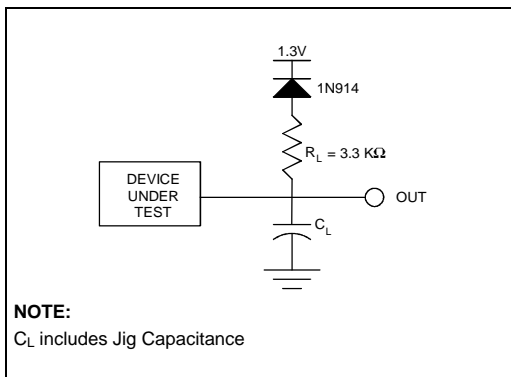 1.3V
1N914
R_L = 3.3 KΩ
DEVICE
UNDER
TEST
OUT
C_L
NOTE:
C_L includes Jig Capacitance